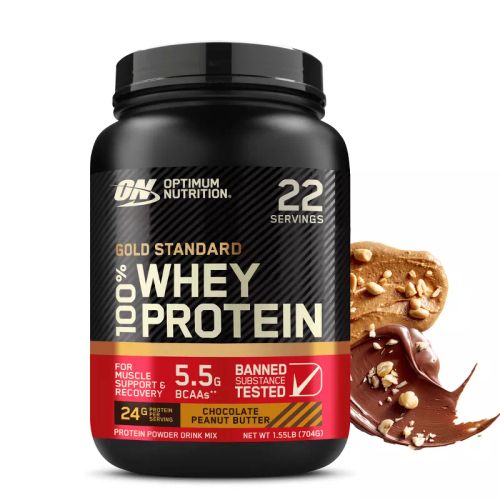 ON OPTIMUM NUTRITION®
22 SERVINGS
GOLD STANDARD
100% WHEY PROTEIN
FOR
MUSCLE
SUPPORT &
RECOVERY
5.5G
BCAAs**
BANNED
SUBSTANCE
TESTED
24G PROTEIN PER SERVING
CHOCOLATE
PEANUT BUTTER
PROTEIN POWDER DRINK MIX
NET WT 1.55LB (704G)